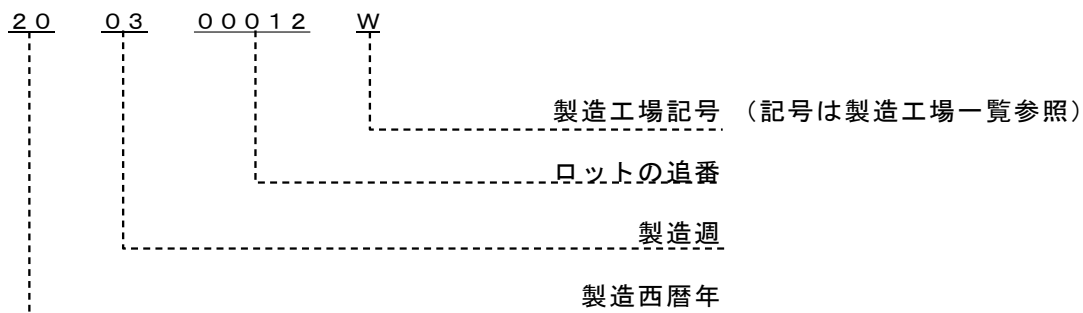 ２０　０３　０００１２　Ｗ
製造工場記号　（記号は製造工場一覧参照）
ロットの追番
製造週
製造西暦年